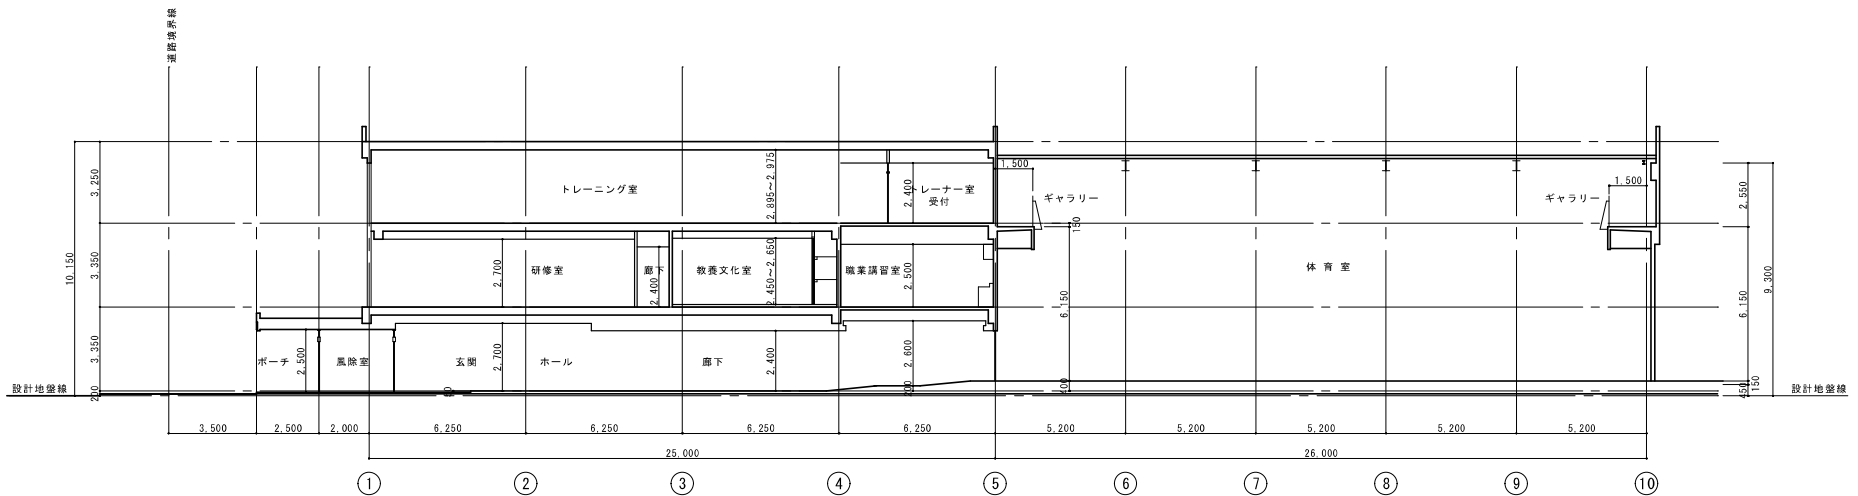 道路境界線
1,500
1,500
2,895~2,975
3,250
トレーニング室
2,400
トレーナー室
受付
ギャラリー
ギャラリー
2,550
150
10,150
3,350
2,700
研修室
廊下
2,400
教養文化室
2,450~2,650
職業講習室
2,500
体育室
6,150
6,150
9,300
3,350
ポーチ
2,500
風除室
玄関
2,700
ホール
廊下
2,400
2,600
設計地盤線
200
200
400
450
150
設計地盤線
3,500
2,500
2,000
6,250
6,250
6,250
6,250
5,200
5,200
5,200
5,200
5,200
25,000
26,000
1
2
3
4
5
6
7
8
9
10